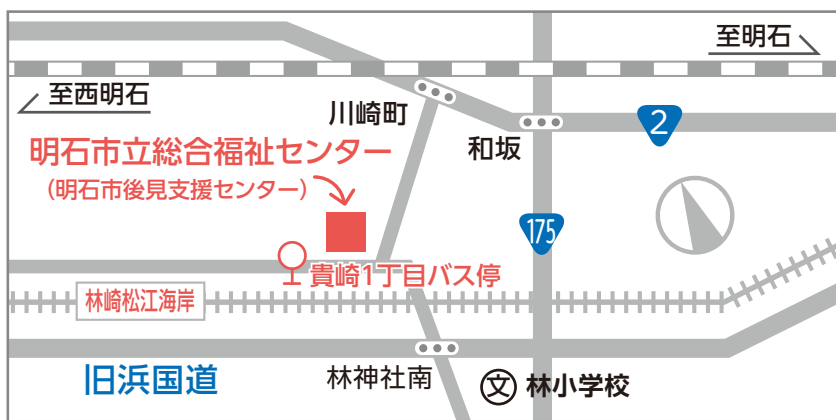 至明石
至西明石
川崎町
2
和坂
明石市立総合福祉センター
(明石市後見支援センター)
175
貴崎1丁目バス停
林崎松江海岸
旧浜国道
林神社南
文 林小学校